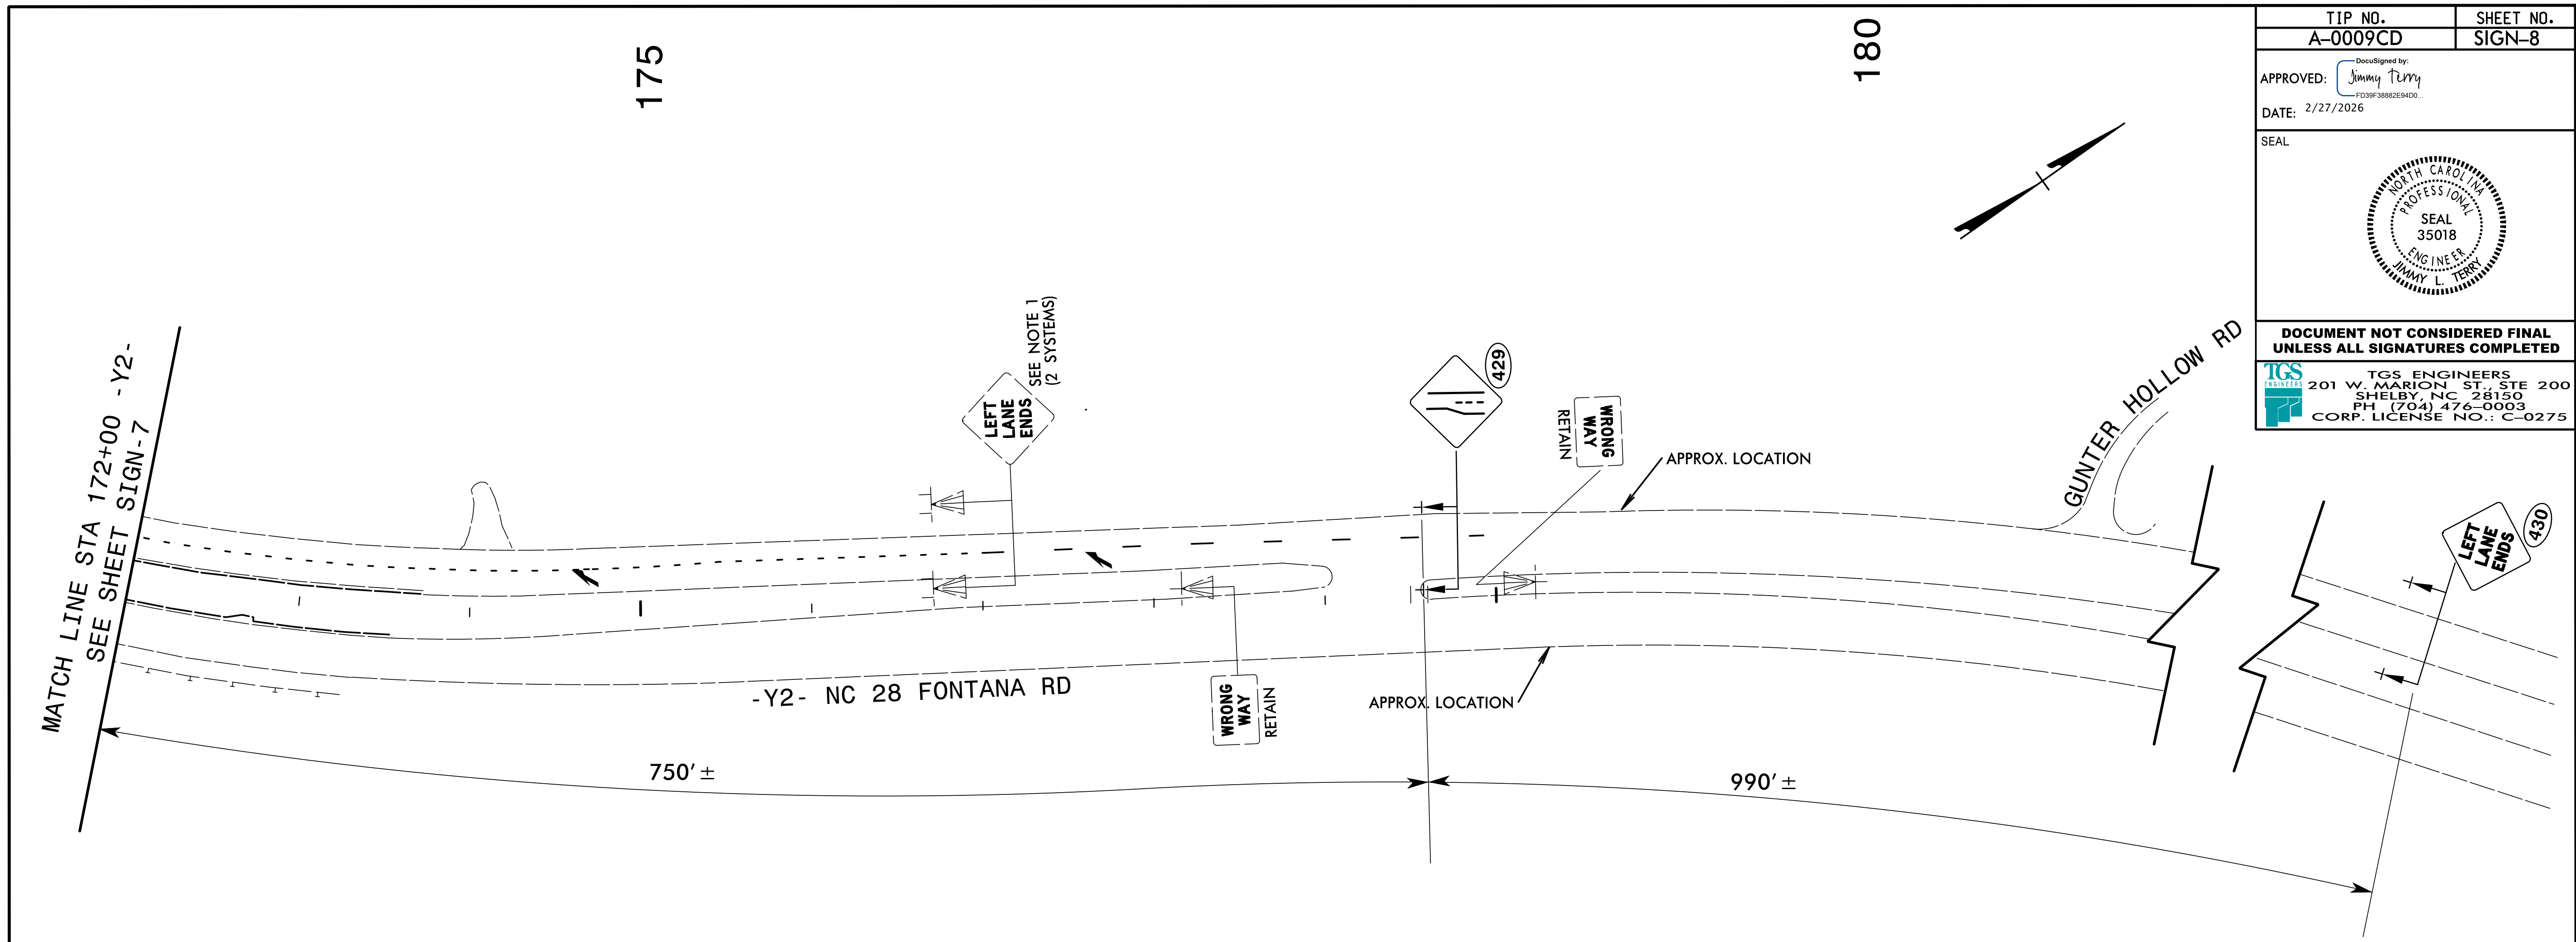 175
180
TIP NO.
SHEET NO.
A-0009CD
SIGN-8
APPROVED:
DocuSigned by:
Jimmy Terry
FD39F38882E94D0...
DATE: 2/27/2026
SEAL
NORTH CAROLINA
PROFESSIONAL
SEAL
35018
ENGINEER
JIMMY L. TERRY
DOCUMENT NOT CONSIDERED FINAL
UNLESS ALL SIGNATURES COMPLETED
TGS
ENGINEERS
TGS ENGINEERS
201 W. MARION ST., STE 200
SHELBY, NC 28150
PH (704) 476-0003
CORP. LICENSE NO.: C-0275
MATCH LINE STA 172+00 -Y2-
SEE SHEET SIGN-7
LEFT
LANE
ENDS
SEE NOTE 1
(2 SYSTEMS)
429
WRONG
WAY
RETAIN
APPROX. LOCATION
GUNTER HOLLOW RD
LEFT
LANE
ENDS
430
-Y2- NC 28 FONTANA RD
WRONG
WAY
RETAIN
APPROX. LOCATION
750' ±
990' ±